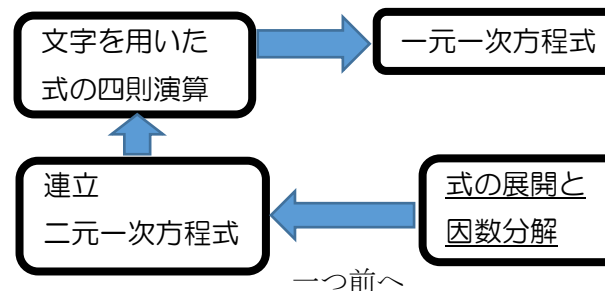 文字を用いた
式の四則演算
一元一次方程式
連立
二元一次方程式
式の展開と
因数分解
一つ前へ